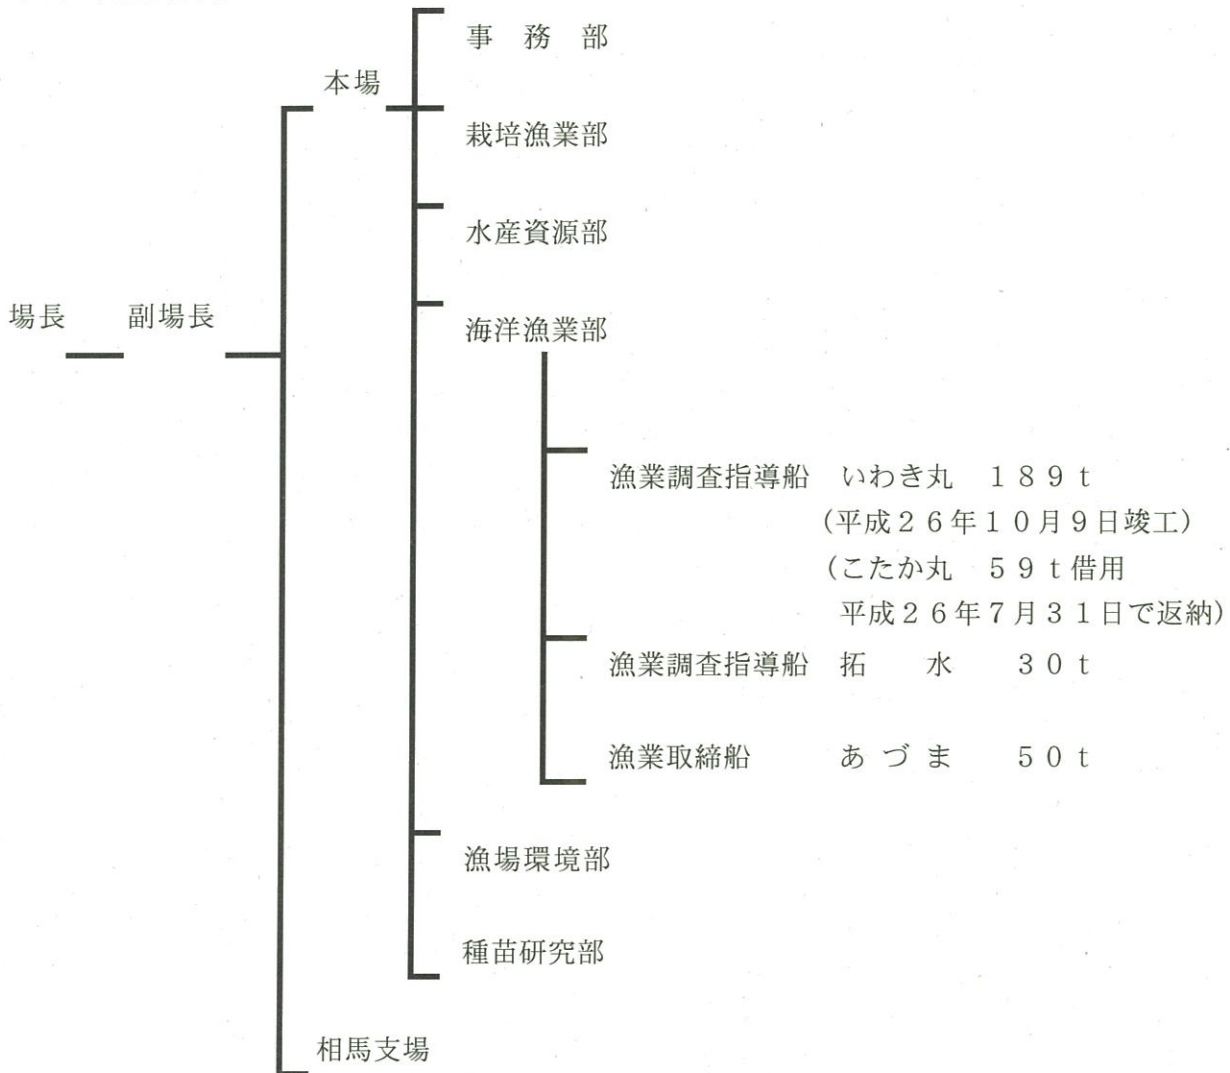 事　務　部
本場
栽培漁業部
水産資源部
場長　副場長
海洋漁業部
漁業調査指導船　いわき丸　１８９ｔ
(平成２６年１０月９日竣工)
(こたか丸　５９ｔ借用
平成２６年７月３１日で返納)
漁業調査指導船　拓　　水　　３０ｔ
漁業取締船　　　あ　づ　ま　　５０ｔ
漁場環境部
種苗研究部
相馬支場